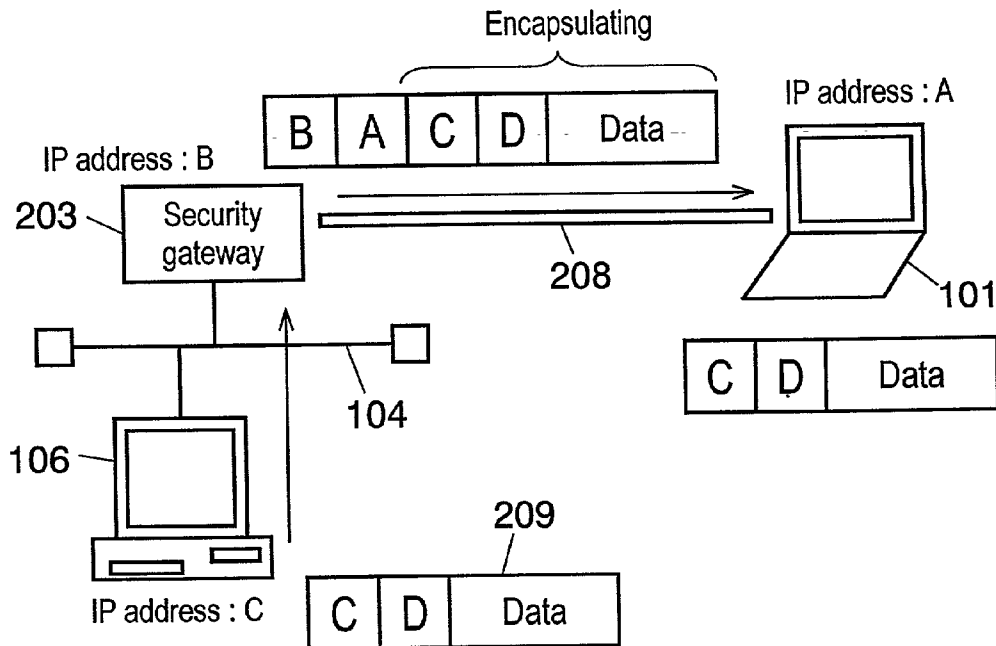 Encapsulating
B A C D Data
IP address : A
IP address : B
203
Security
gateway
208
101
C D Data
104
106
209
C D Data
IP address : C